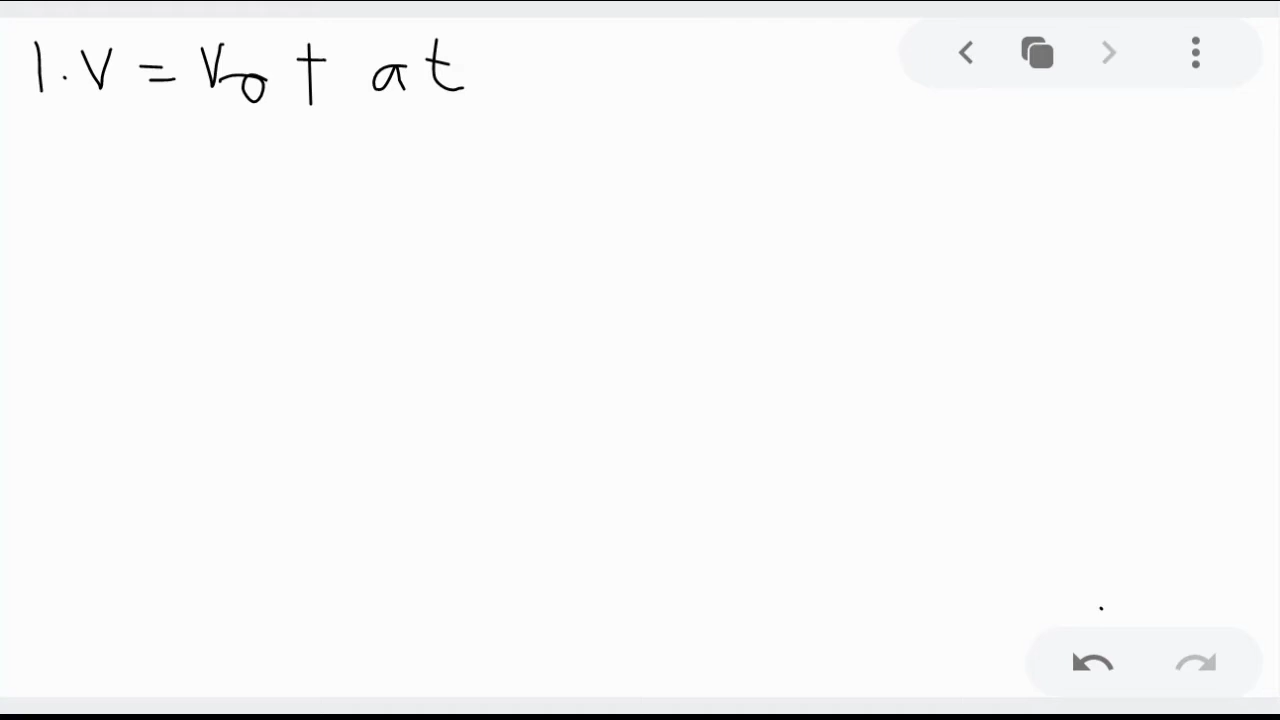 1. v = v₀ + at